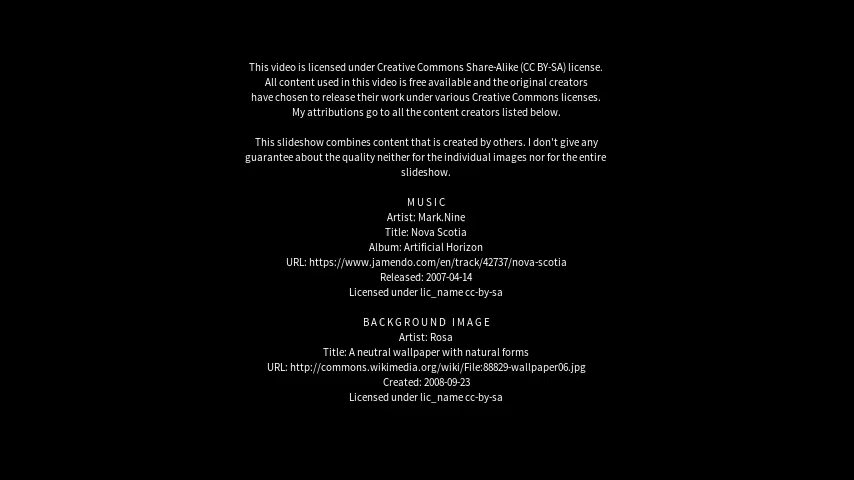 This video is licensed under Creative Commons Share-Alike (CC BY-SA) license.
All content used in this video is free available and the original creators
have chosen to release their work under various Creative Commons licenses.
My attributions go to all the content creators listed below.
This slideshow combines content that is created by others. I don't give any
guarantee about the quality neither for the individual images nor for the entire
slideshow.
MUSIC
Artist: Mark.Nine
Title: Nova Scotia
Album: Artificial Horizon
URL: https://www.jamendo.com/en/track/42737/nova-scotia
Released: 2007-04-14
Licensed under lic_name cc-by-sa
BACKGROUND IMAGE
Artist: Rosa
Title: A neutral wallpaper with natural forms
URL: http://commons.wikimedia.org/wiki/File:88829-wallpaper06.jpg
Created: 2008-09-23
Licensed under lic_name cc-by-sa